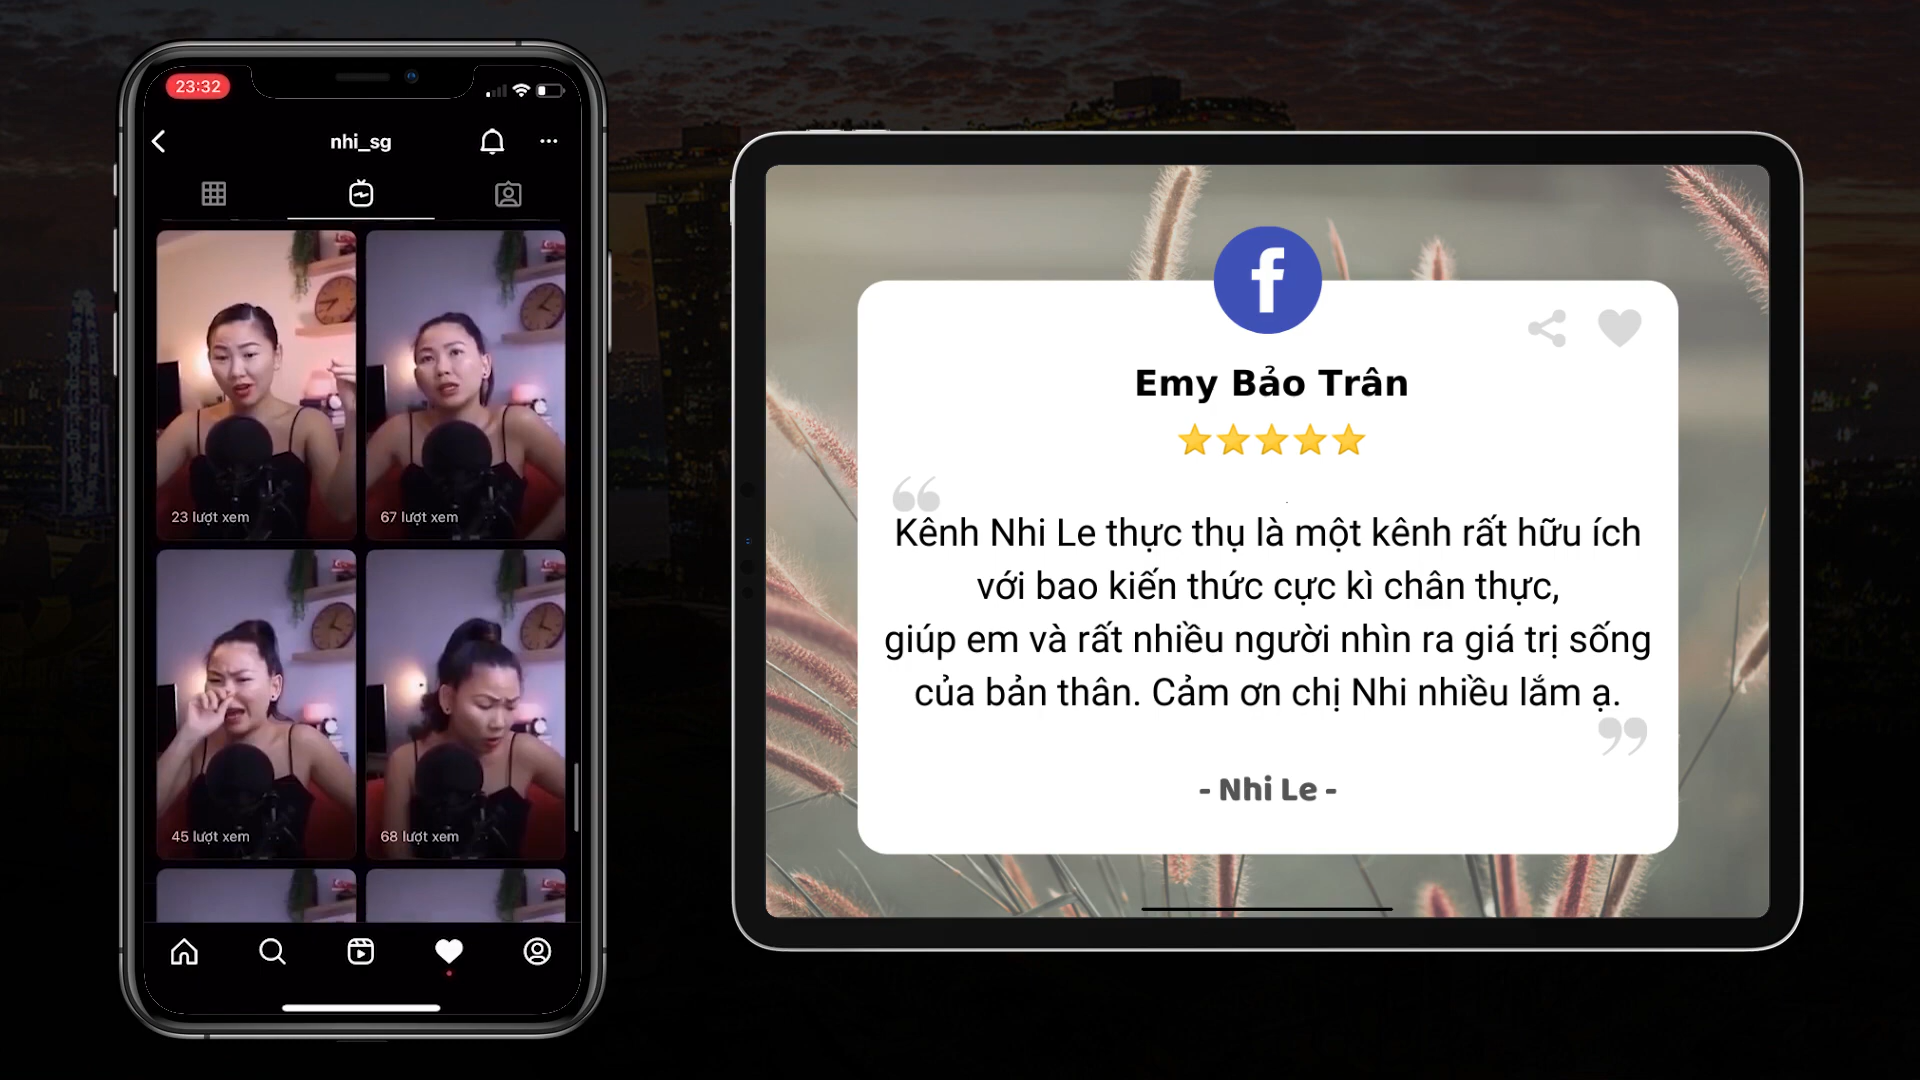 23:32
nhi_sg
23 lượt xem
67 lượt xem
45 lượt xem
68 lượt xem
f
Emy Bảo Trân
“
Kênh Nhi Le thực thụ là một kênh rất hữu ích
với bao kiến thức cực kì chân thực,
giúp em và rất nhiều người nhìn ra giá trị sống
của bản thân. Cảm ơn chị Nhi nhiều lắm ạ.
”
- Nhi Le -